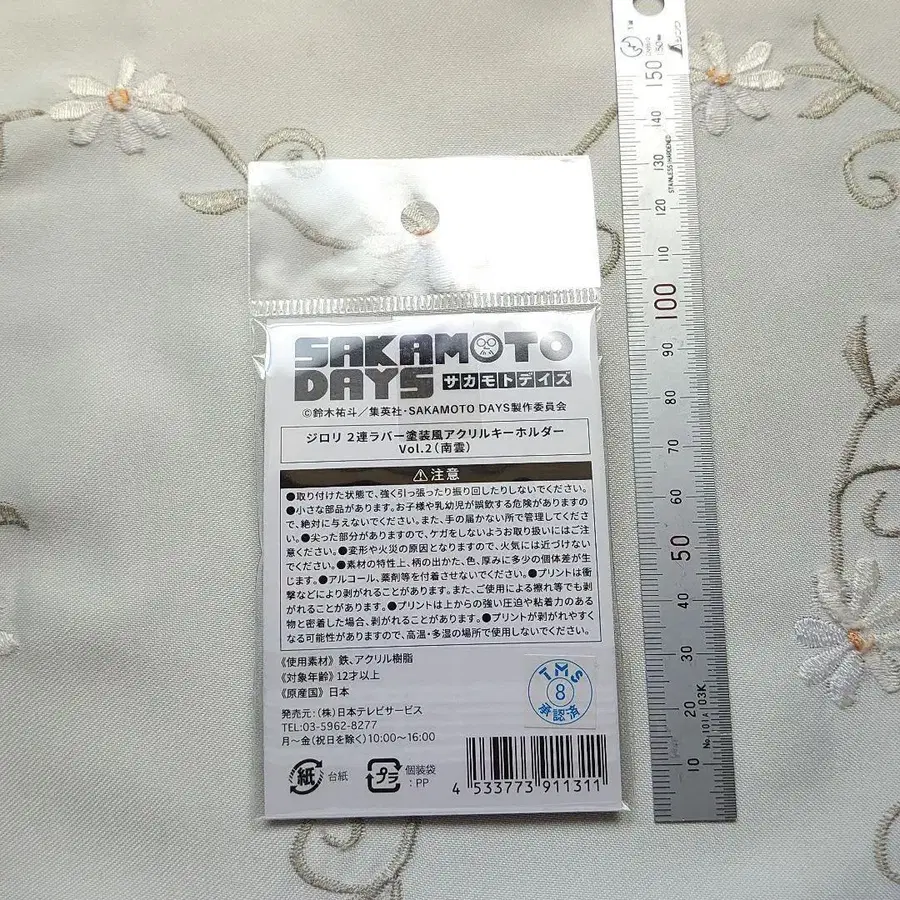 SAKAMOTO
DAYS サカモトデイズ
©鈴木祐斗／集英社・SAKAMOTO DAYS製作委員会
ジロリ 2連ラバー塗装風アクリルキーホルダー
Vol.2（南雲）
注意
●取り付けた状態で、強く引っ張ったり振り回したりしないでください。
●小さな部品があります。お子様や乳幼児が誤飲する危険がありますの
で、絶対に与えないでください。また、手の届かない所で管理してくださ
い。●尖った部分がありますので、ケガをしないようお取り扱いにはご注
意ください。●変形や火災の原因となりますので、火気には近づけない
でください。●素材の特性上、柄の出かた、色、厚みに多少の個体差が生
じます。●アルコール、薬剤等を付着させないでください。●プリントは衝
撃などにより剥がれることがあります。また、ご使用による擦れ等でも剥
がれることがあります。●プリントは上からの強い圧迫や粘着力のある
物と密着した場合、剥がれることがあります。●プリントが剥がれやすく
なる可能性がありますので、高温・多湿の場所で使用しないでください。
《使用素材》 鉄、アクリル樹脂
《対象年齢》 12才以上
《原産国》 日本
発売元：（株）日本テレビサービス
TEL:03-5962-8277
月～金（祝日を除く）10:00～16:00
TMS
8
承認済
紙 台紙
プラ 個装袋
：PP
4 533773 911311
150
140
130
120
110
100
90
80
70
60
50
40
30
20
10
STAINLESS HARDENED
シンワ